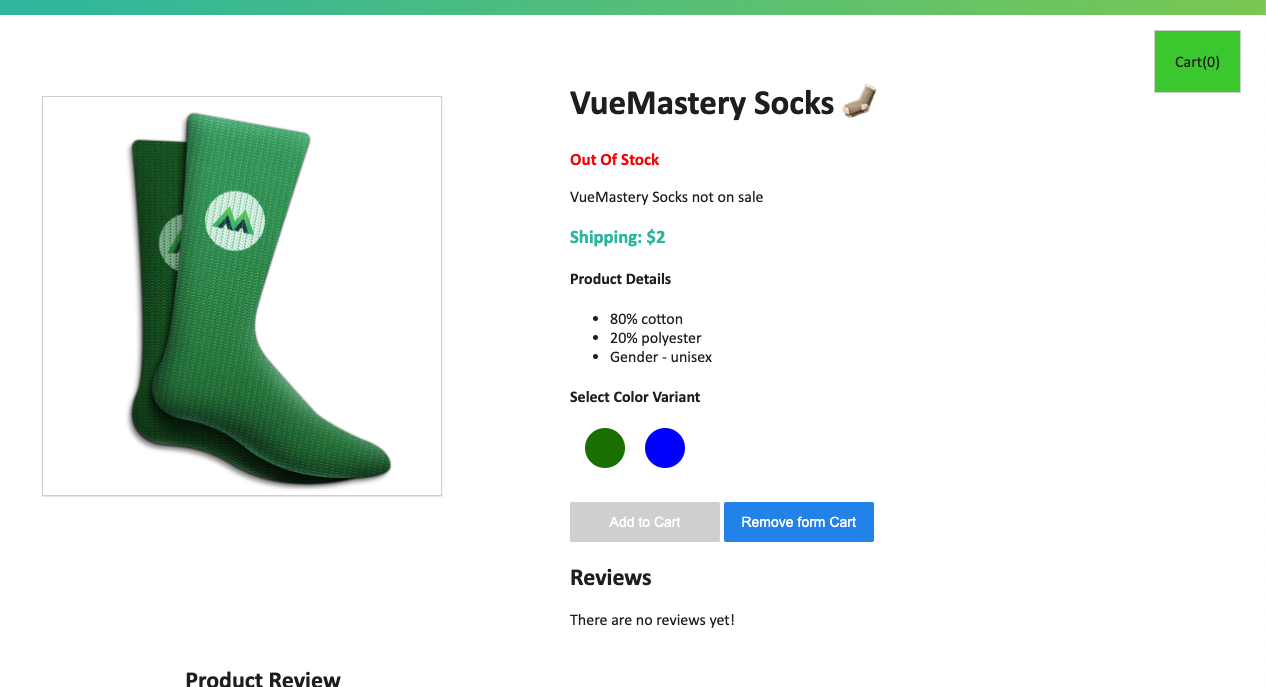 Cart(0)
VueMastery Socks 🧦
Out Of Stock
VueMastery Socks not on sale
Shipping: $2
Product Details
• 80% cotton
• 20% polyester
• Gender - unisex
Select Color Variant
Add to Cart
Remove form Cart
Reviews
There are no reviews yet!
Product Review